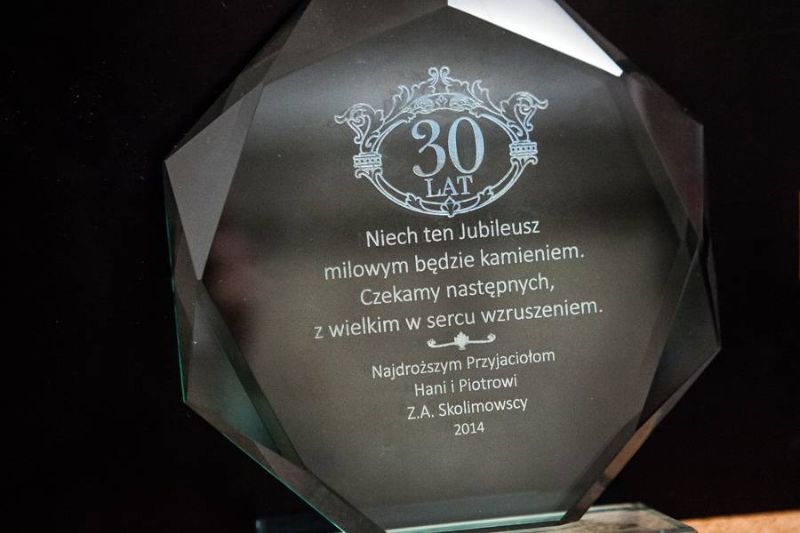 30
LAT
Niech ten Jubileusz
milowym będzie kamieniem.
Czekamy następnych,
z wielkim w sercu wzruszeniem.
Najdroższym Przyjaciołom
Hani i Piotrowi
Z.A. Skolimowscy
2014